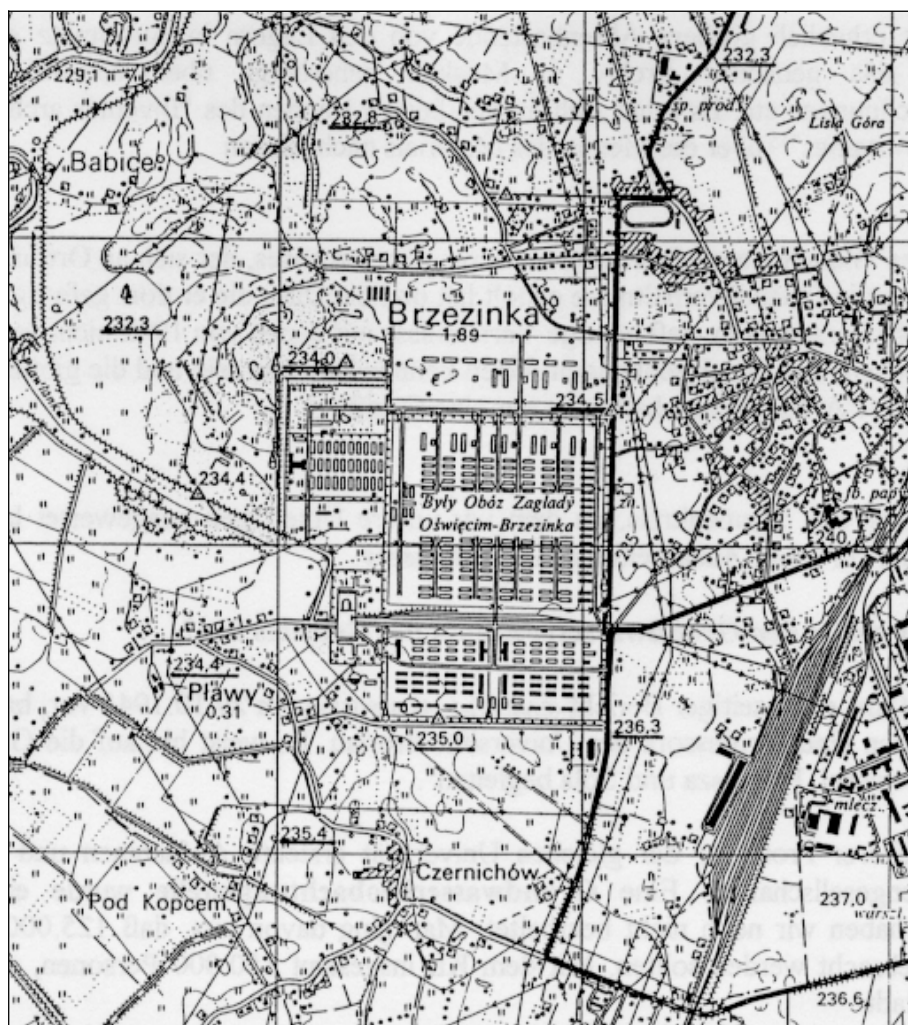 229,1
232,3
232,8
sp. prod.
Lisia Góra
Babice
232,3
Brzezinka
1,89
234,0
234,5
234,4
fb. pap.
Były Obóz Zagłady
Oświęcim-Brzezinka
240,7
234,4
Pławy
0,31
235,0
236,3
mlecz.
235,4
Czernichów
Pod Kopcem
237,0
warszt.
236,6